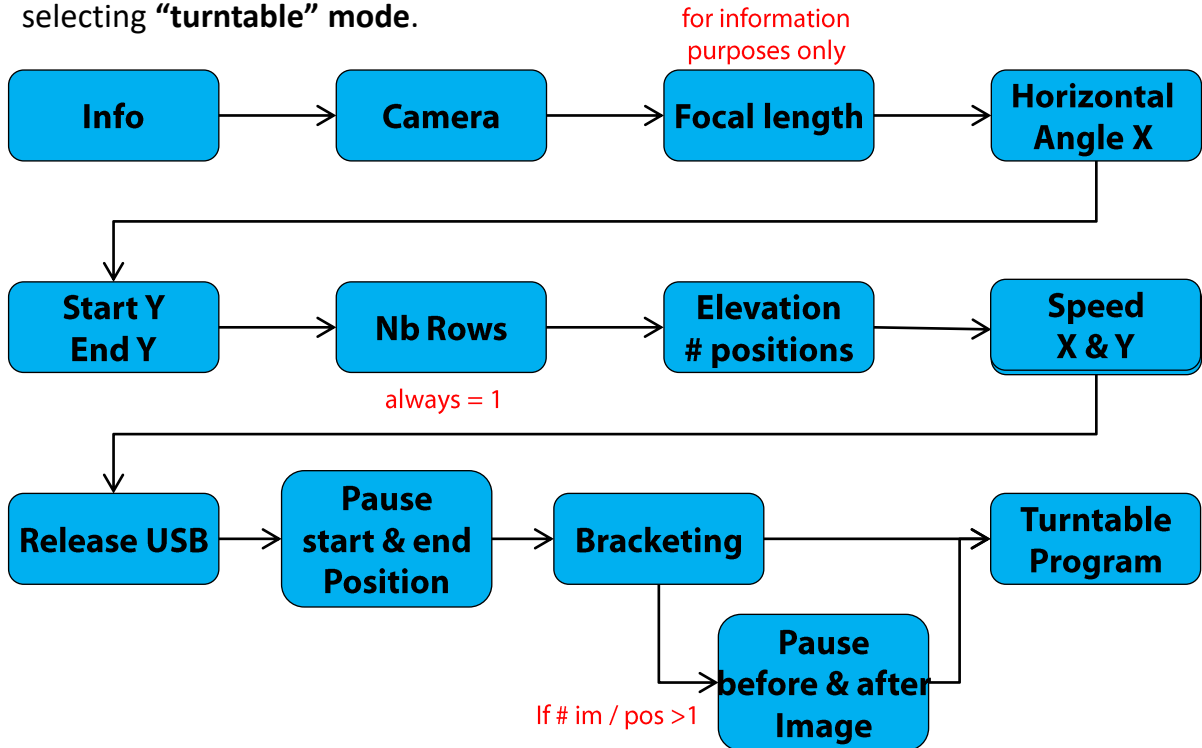 selecting “turntable” mode.
for information
purposes only
Info
Camera
Focal length
Horizontal
Angle X
Start Y
End Y
Nb Rows
Elevation
# positions
Speed
X & Y
always = 1
Release USB
Pause
start & end
Position
Bracketing
Turntable
Program
If # im / pos >1
Pause
before & after
Image